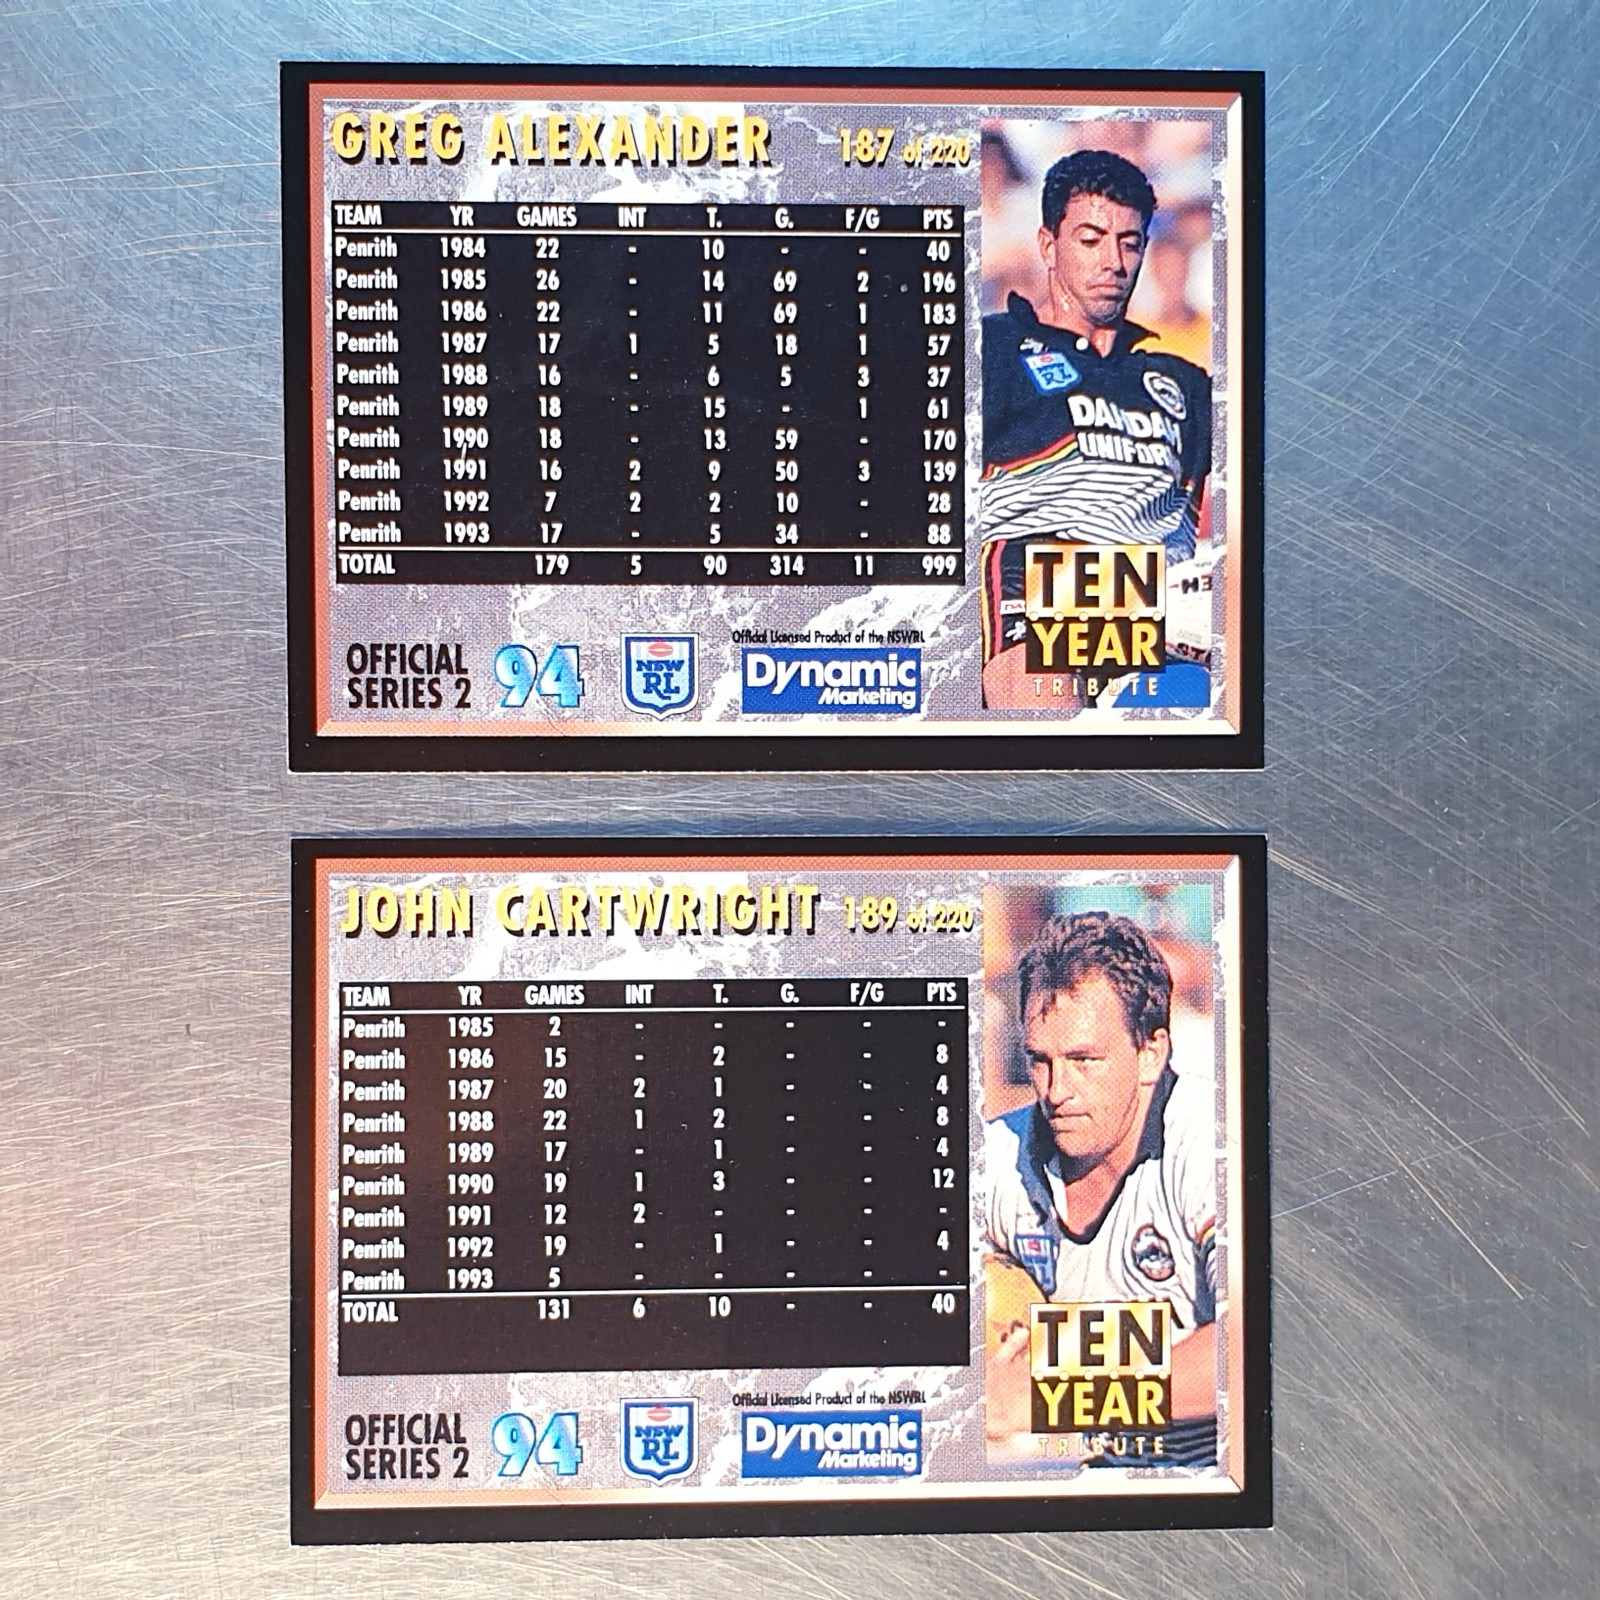 GREG ALEXANDER 187 of 220
TEAM YR GAMES INT T. G. F/G PTS
Penrith 1984 22 - 10 - - 40
Penrith 1985 26 - 14 69 2 196
Penrith 1986 22 - 11 69 1 183
Penrith 1987 17 1 5 18 1 57
Penrith 1988 16 - 6 5 3 37
Penrith 1989 18 - 15 - 1 61
Penrith 1990 18 - 13 59 - 170
Penrith 1991 16 2 9 50 3 139
Penrith 1992 7 2 2 10 - 28
Penrith 1993 17 - 5 34 - 88
TOTAL 179 5 90 314 11 999
DANDAH
UNIFOR
TEN
YEAR
TRIBUTE
Official Licensed Product of the NSWRL
OFFICIAL
SERIES 2
94
NSW
RL
Dynamic
Marketing
JOHN CARTWRIGHT 189 of 220
TEAM YR GAMES INT T. G. F/G PTS
Penrith 1985 2 - - - - -
Penrith 1986 15 - 2 - - 8
Penrith 1987 20 2 1 - - 4
Penrith 1988 22 1 2 - - 8
Penrith 1989 17 - 1 - - 4
Penrith 1990 19 1 3 - - 12
Penrith 1991 12 2 - - - -
Penrith 1992 19 - 1 - - 4
Penrith 1993 5 - - - - -
TOTAL 131 6 10 - - 40
TEN
YEAR
TRIBUTE
Official Licensed Product of the NSWRL
OFFICIAL
SERIES 2
94
NSW
RL
Dynamic
Marketing